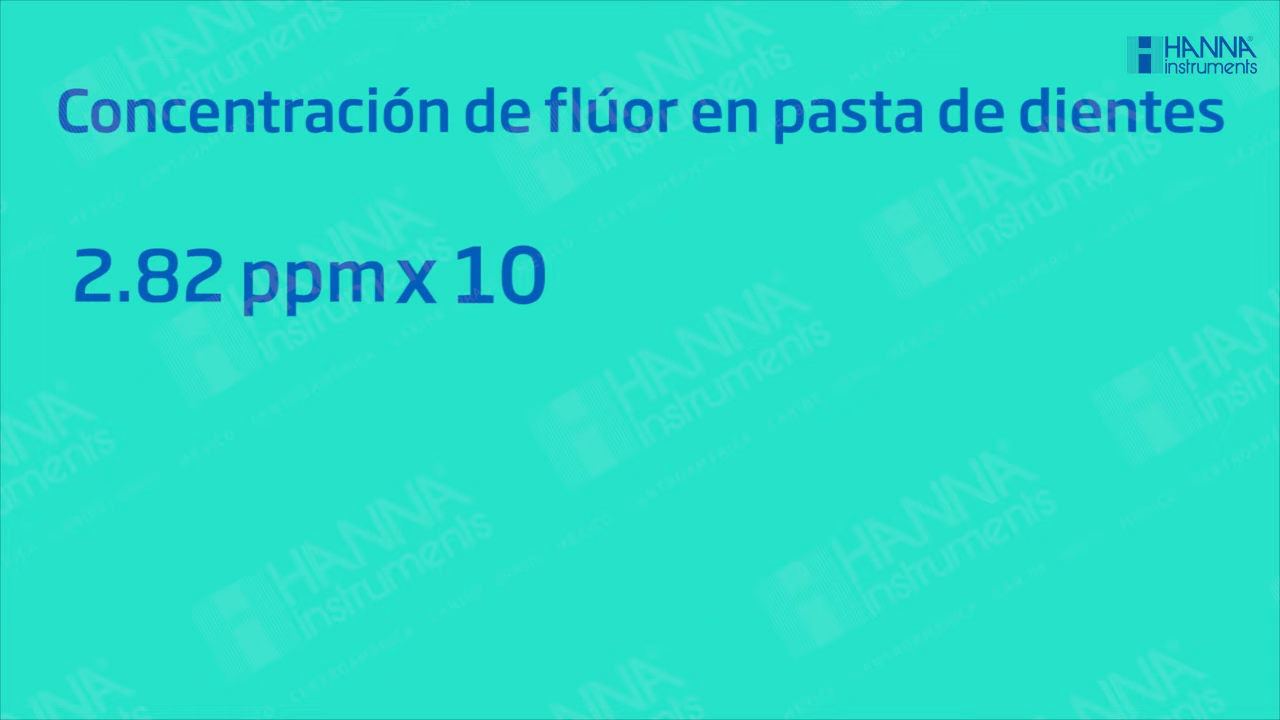 HANNA
instruments
Concentración de flúor en pasta de dientes
2.82 ppm x 10